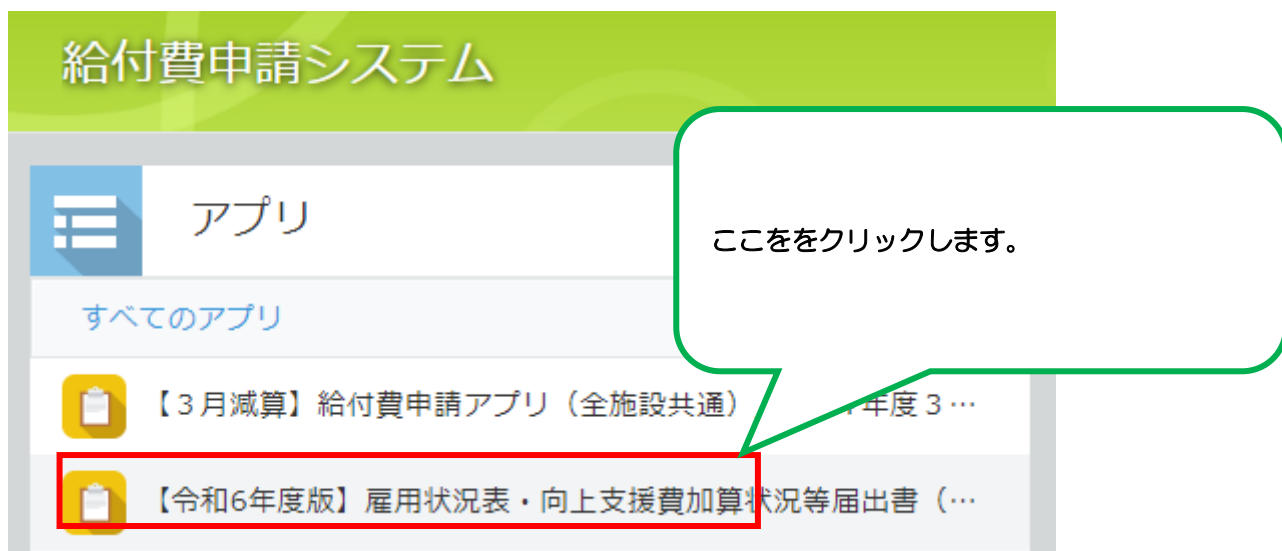 給付費申請システム
アプリ
ここををクリックします。
すべてのアプリ
【３月減算】給付費申請アプリ（全施設共通） 年度３…
【令和6年度版】雇用状況表・向上支援費加算状況等届出書（…